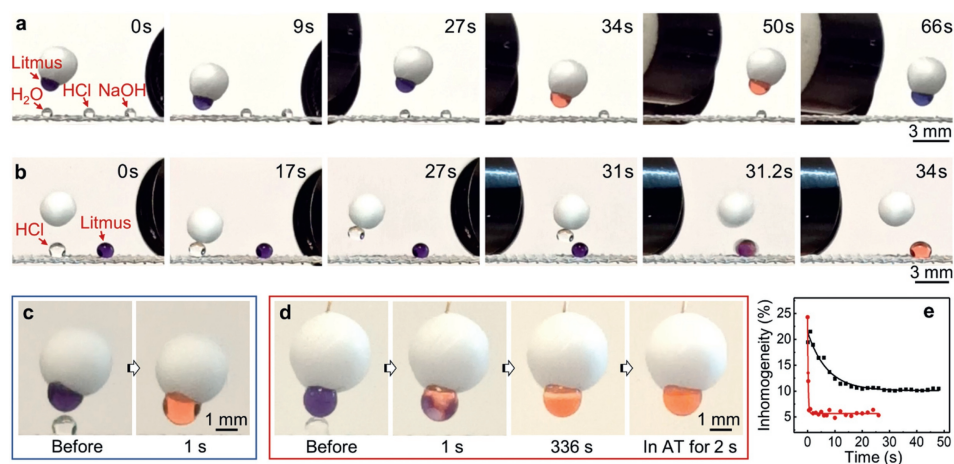 a
0s
9s
27s
34s
50s
66s
Litmus
H₂O
HCl
NaOH
3 mm
b
0s
17s
27s
31s
31.2s
34s
HCl
Litmus
3 mm
c
Before
1 s
1 mm
d
Before
1 s
336 s
In AT for 2 s
1 mm
e
Inhomogeneity (%)
25
20
15
10
5
0
10
20
30
40
50
Time (s)